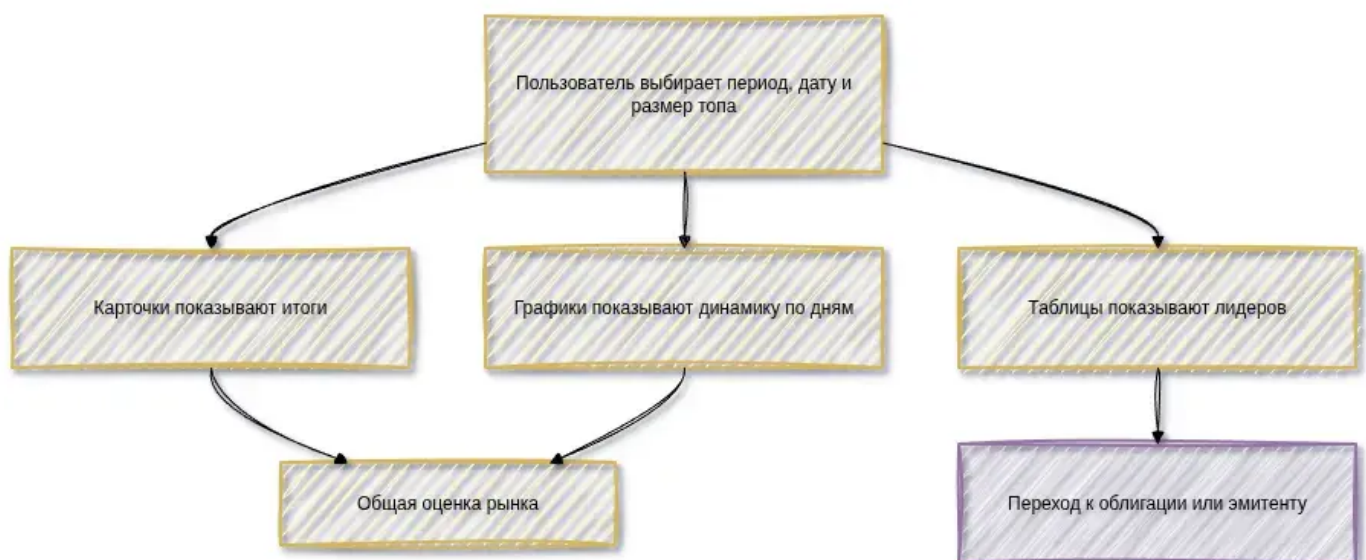 Пользователь выбирает период, дату и
размер топа
Карточки показывают итоги
Графики показывают динамику по дням
Таблицы показывают лидеров
Общая оценка рынка
Переход к облигации или эмитенту